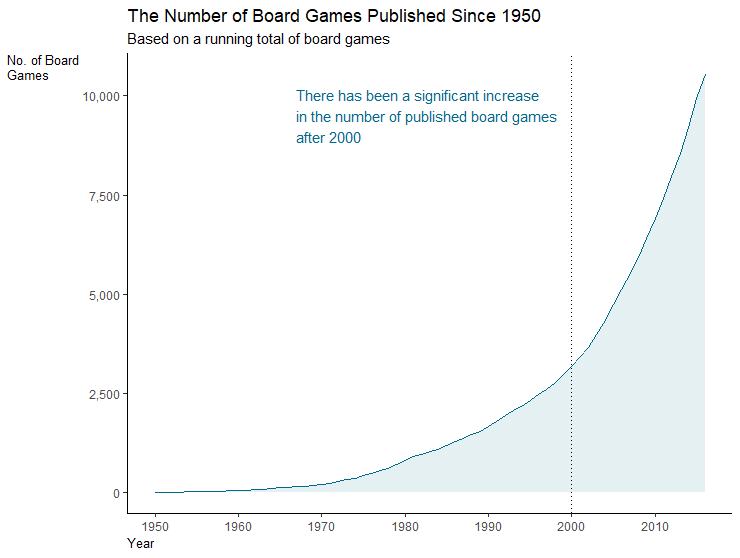 The Number of Board Games Published Since 1950
Based on a running total of board games
No. of Board
Games
There has been a significant increase
in the number of published board games
after 2000
10,000
7,500
5,000
2,500
0
1950 1960 1970 1980 1990 2000 2010
Year